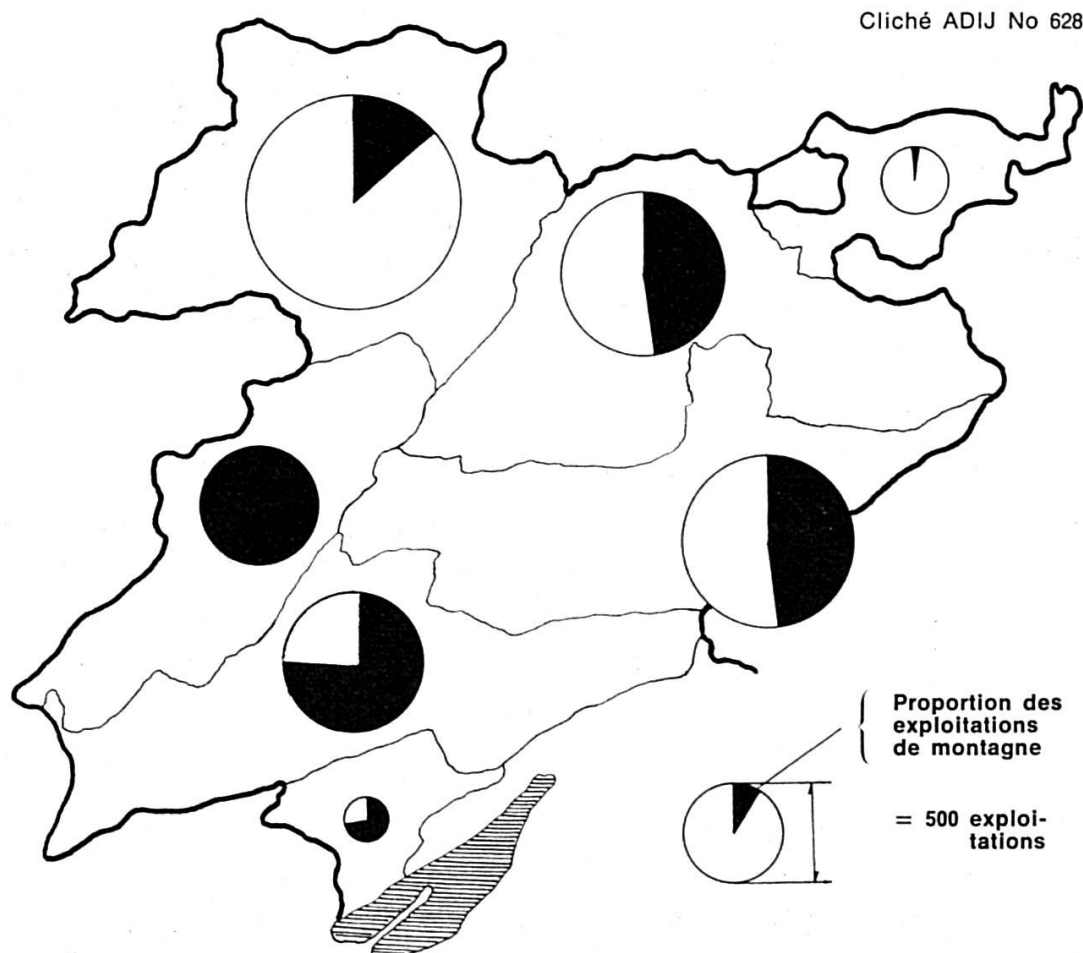 Cliché ADIJ No 628
Proportion des
exploitations
de montagne
= 500 exploi-
tations